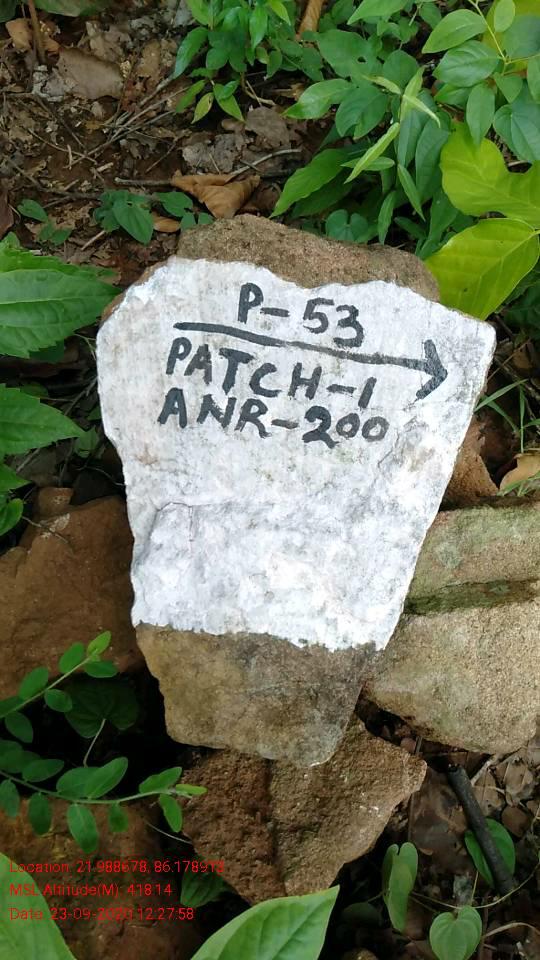 P-53
PATCH-1
ANR-200
Location: 21.988678, 86.178913
MSL Altitude(M): 418.14
Date: 23-09-2020 12:27:58